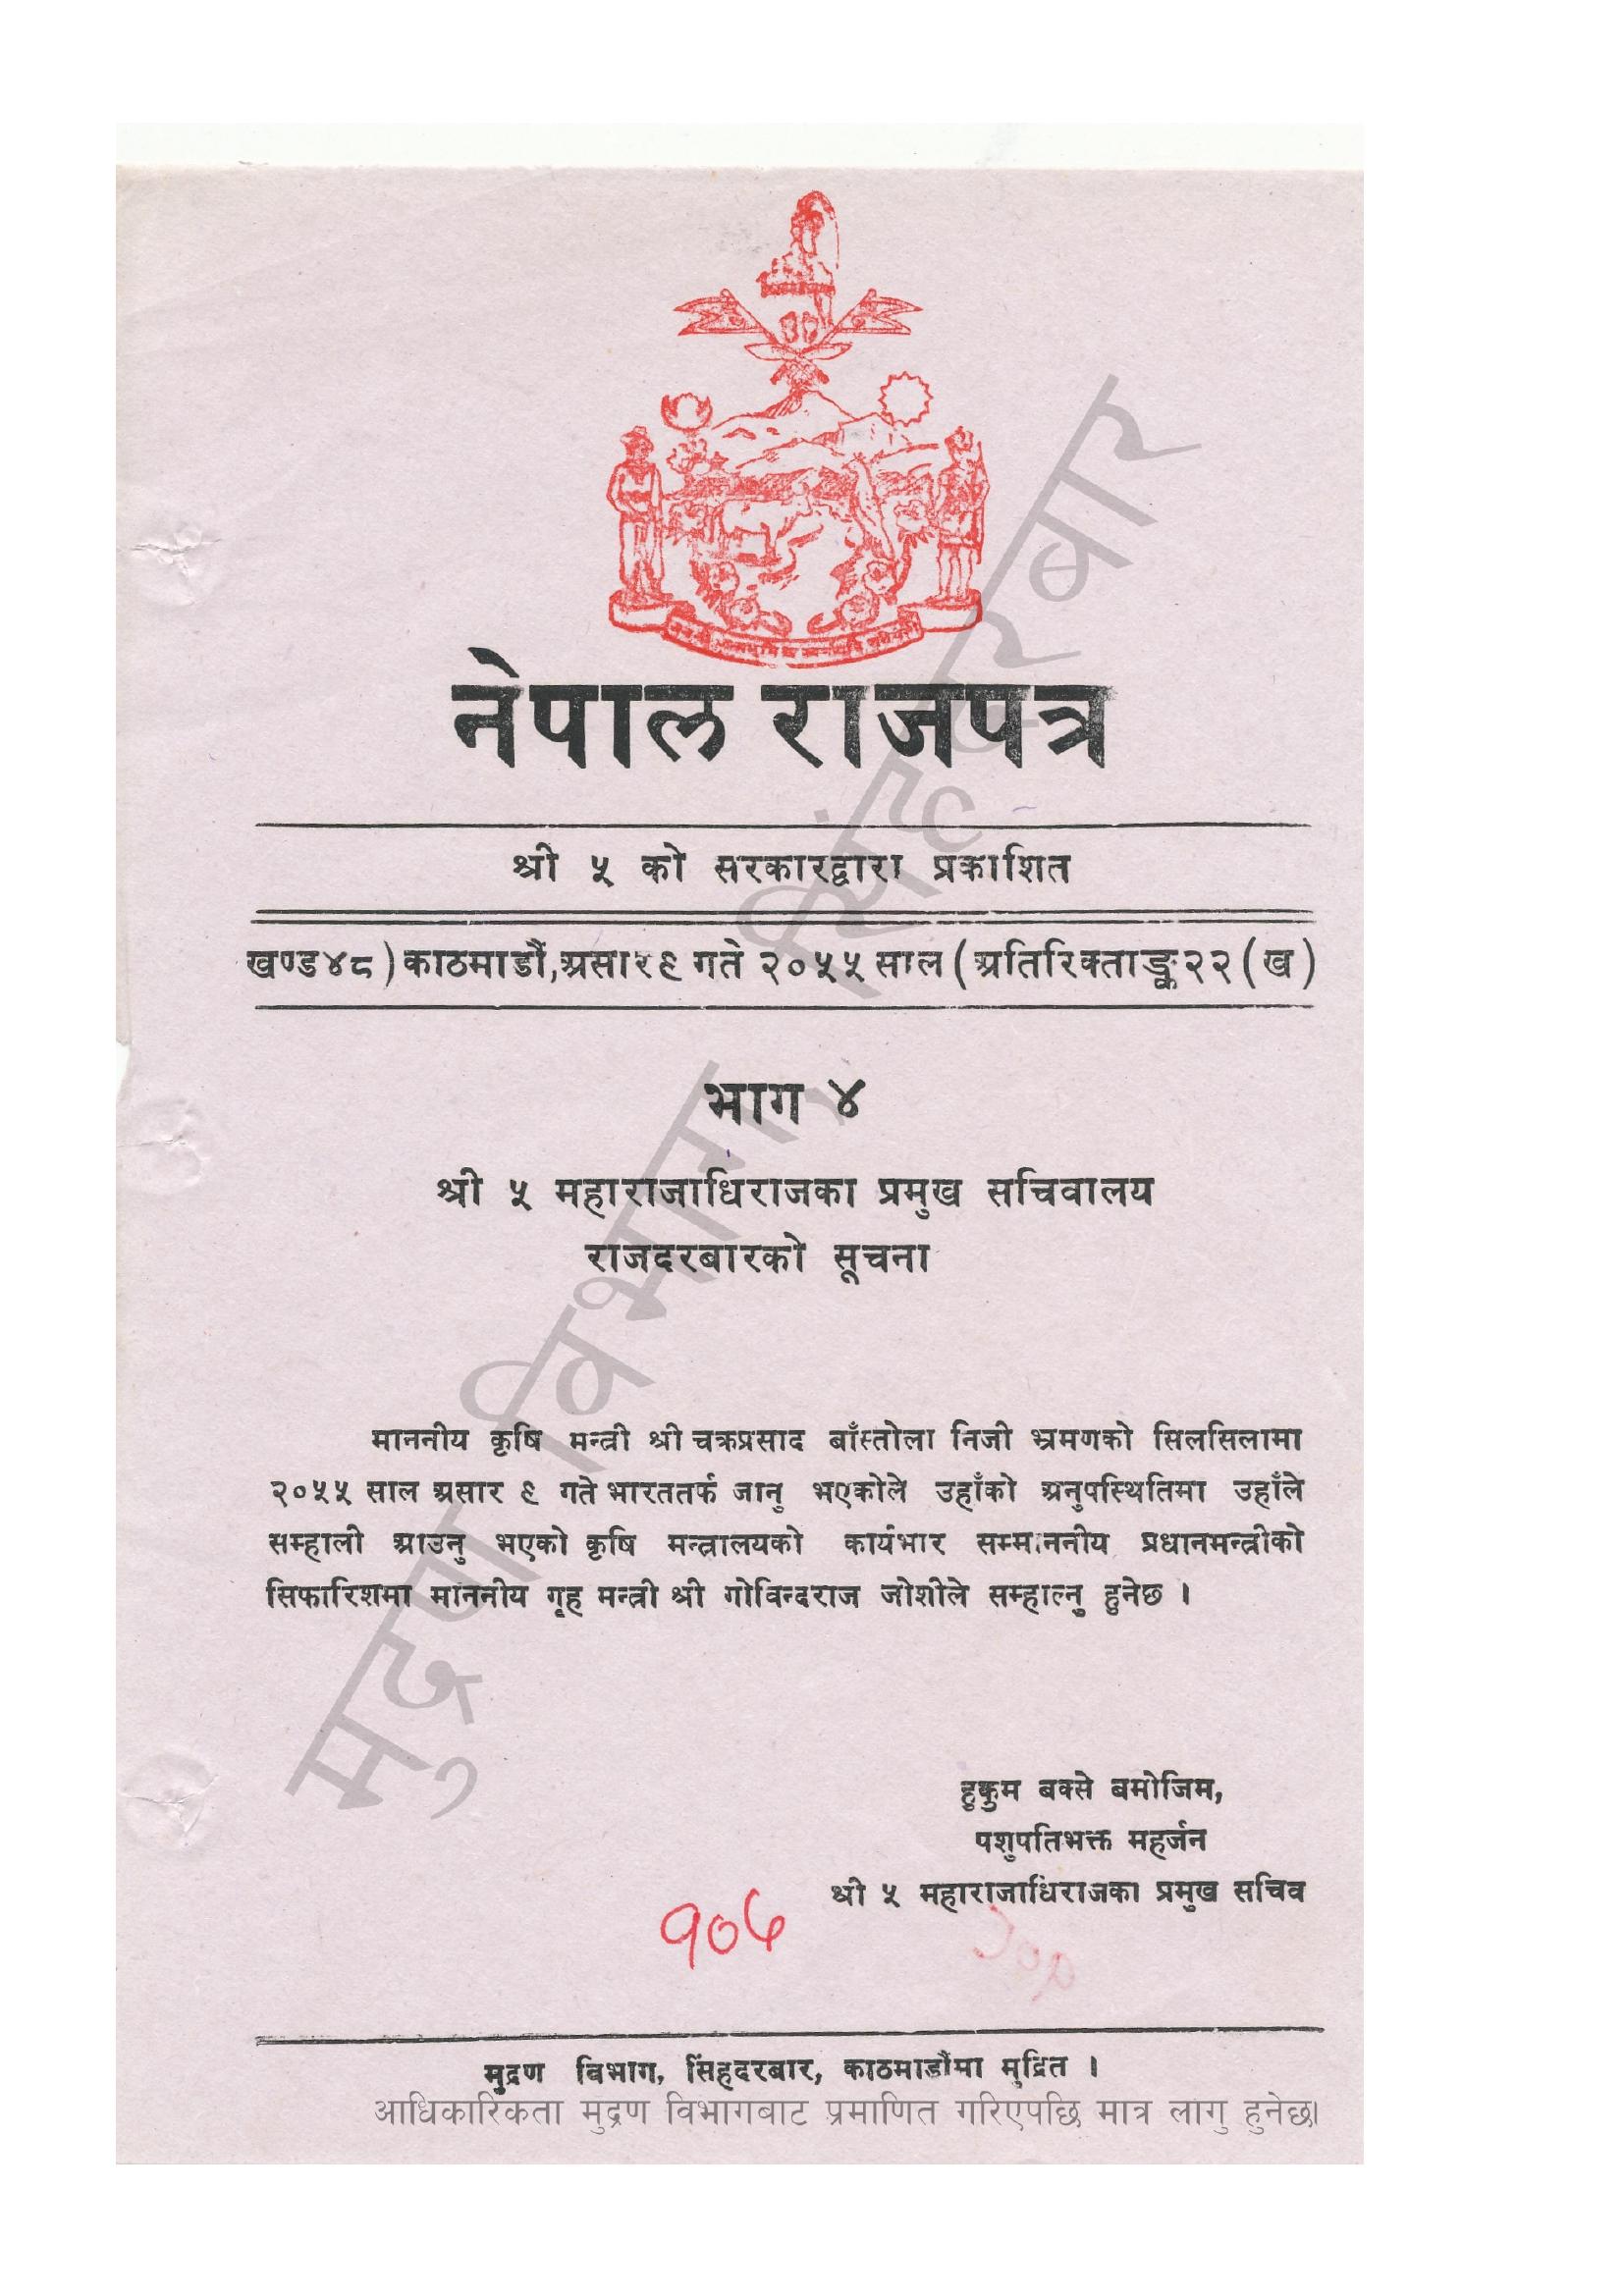 नेपाल राजपत्र
श्री ५ को सरकारद्वारा प्रकाशित
खण्ड ४८) काठमाडौं, असार ९ गते २०५५ साल (अतिरिक्ताङ्क २२ (ख)
भाग ४
श्री ५ महाराजाधिराजका प्रमुख सचिवालय
राजदरबारको सूचना
माननीय कृषि मन्त्री श्री चक्रप्रसाद बाँस्तोला निजी भ्रमणको सिलसिलामा
२०५५ साल असार ९ गते भारततर्फ जानु भएकोले उहाँको अनुपस्थितिमा उहाँले
सम्हाली आउनु भएको कृषि मन्त्रालयको कार्यभार सम्माननीय प्रधानमन्त्रीको
सिफारिशमा माननीय गृह मन्त्री श्री गोविन्दराज जोशीले सम्हाल्नु हुनेछ ।
हुकुम बक्से बमोजिम,
पशुपतिभक्त महर्जन
श्री ५ महाराजाधिराजका प्रमुख सचिव
१०५
मुद्रण विभाग, सिंहदरबार, काठमाडौंमा मुद्रित ।
आधिकारिकता मुद्रण विभागबाट प्रमाणित गरिएपछि मात्र लागु हुनेछ।
मुद्रण विभाग, सिंहदरबार